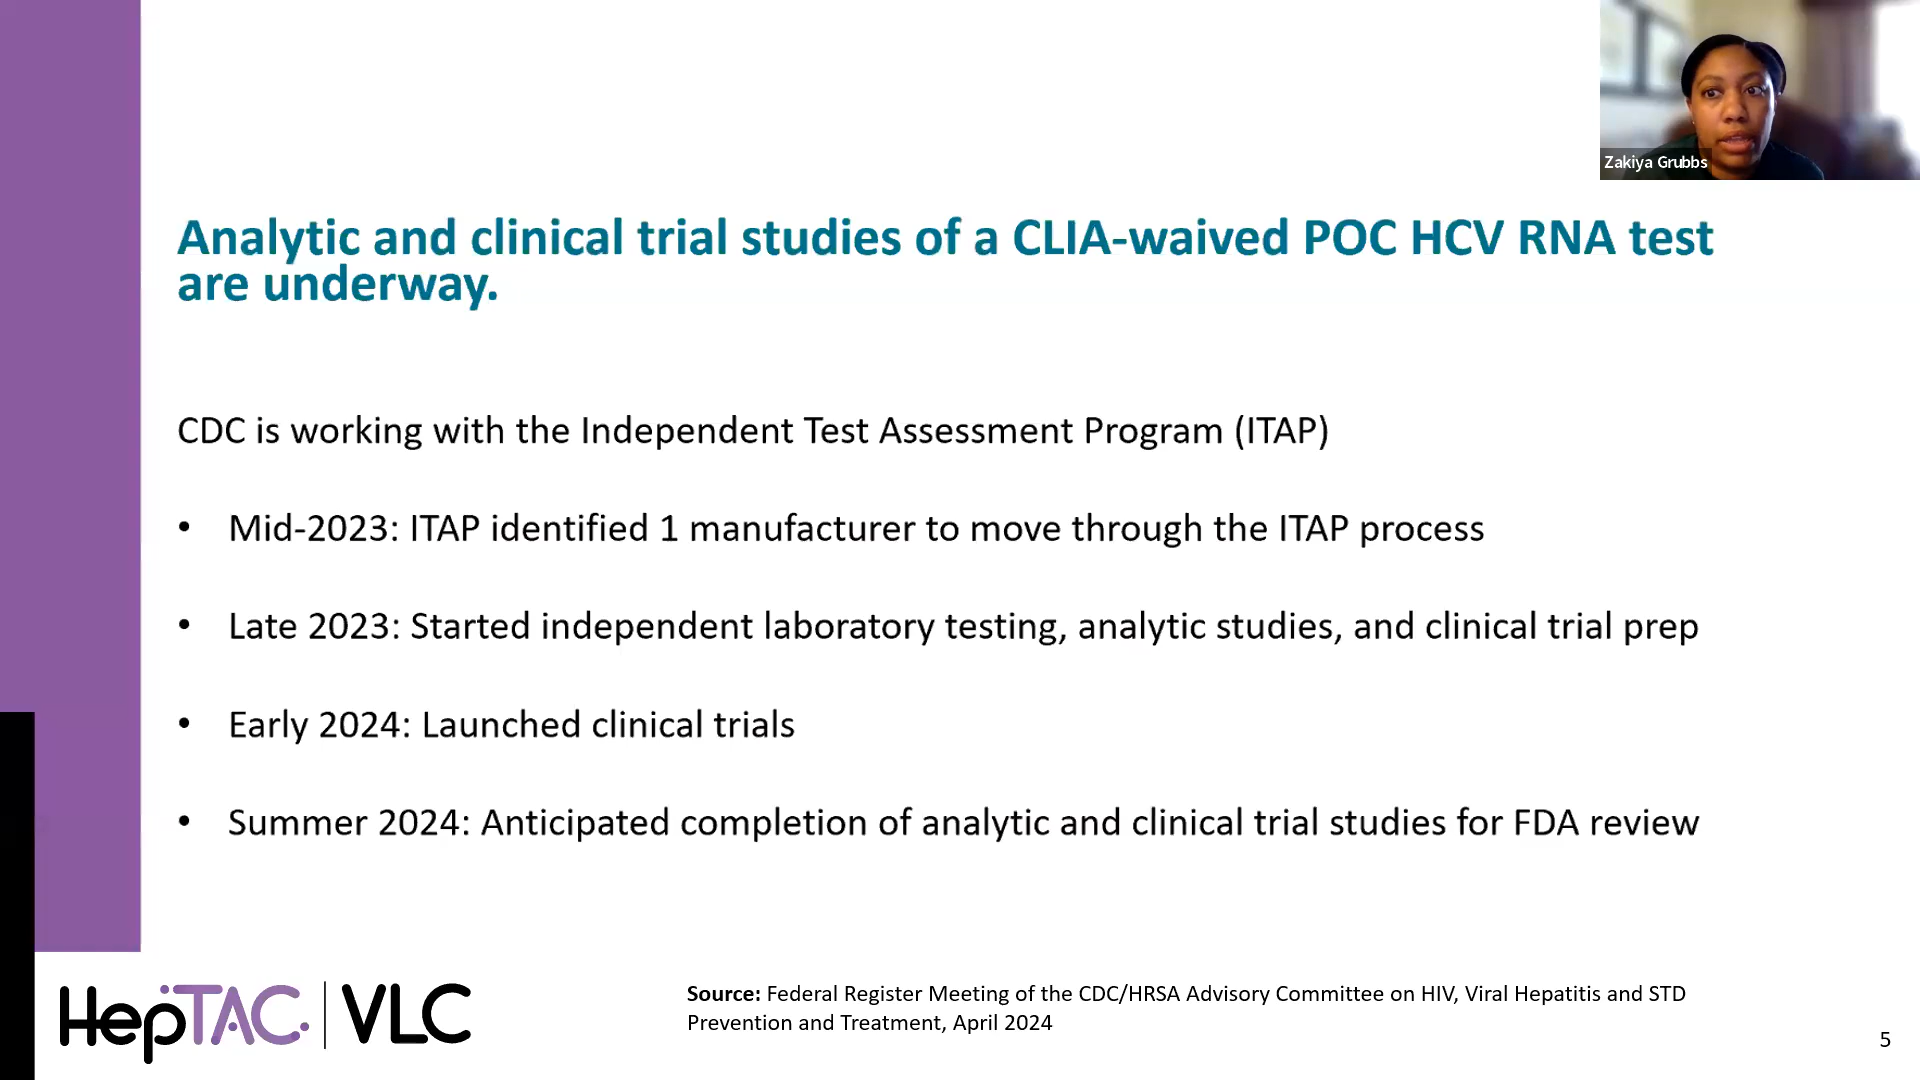 Zakiya Grubbs
Analytic and clinical trial studies of a CLIA-waived POC HCV RNA test
are underway.
CDC is working with the Independent Test Assessment Program (ITAP)
• Mid-2023: ITAP identified 1 manufacturer to move through the ITAP process
• Late 2023: Started independent laboratory testing, analytic studies, and clinical trial prep
• Early 2024: Launched clinical trials
• Summer 2024: Anticipated completion of analytic and clinical trial studies for FDA review
HepTAC | VLC
Source: Federal Register Meeting of the CDC/HRSA Advisory Committee on HIV, Viral Hepatitis and STD
Prevention and Treatment, April 2024
5